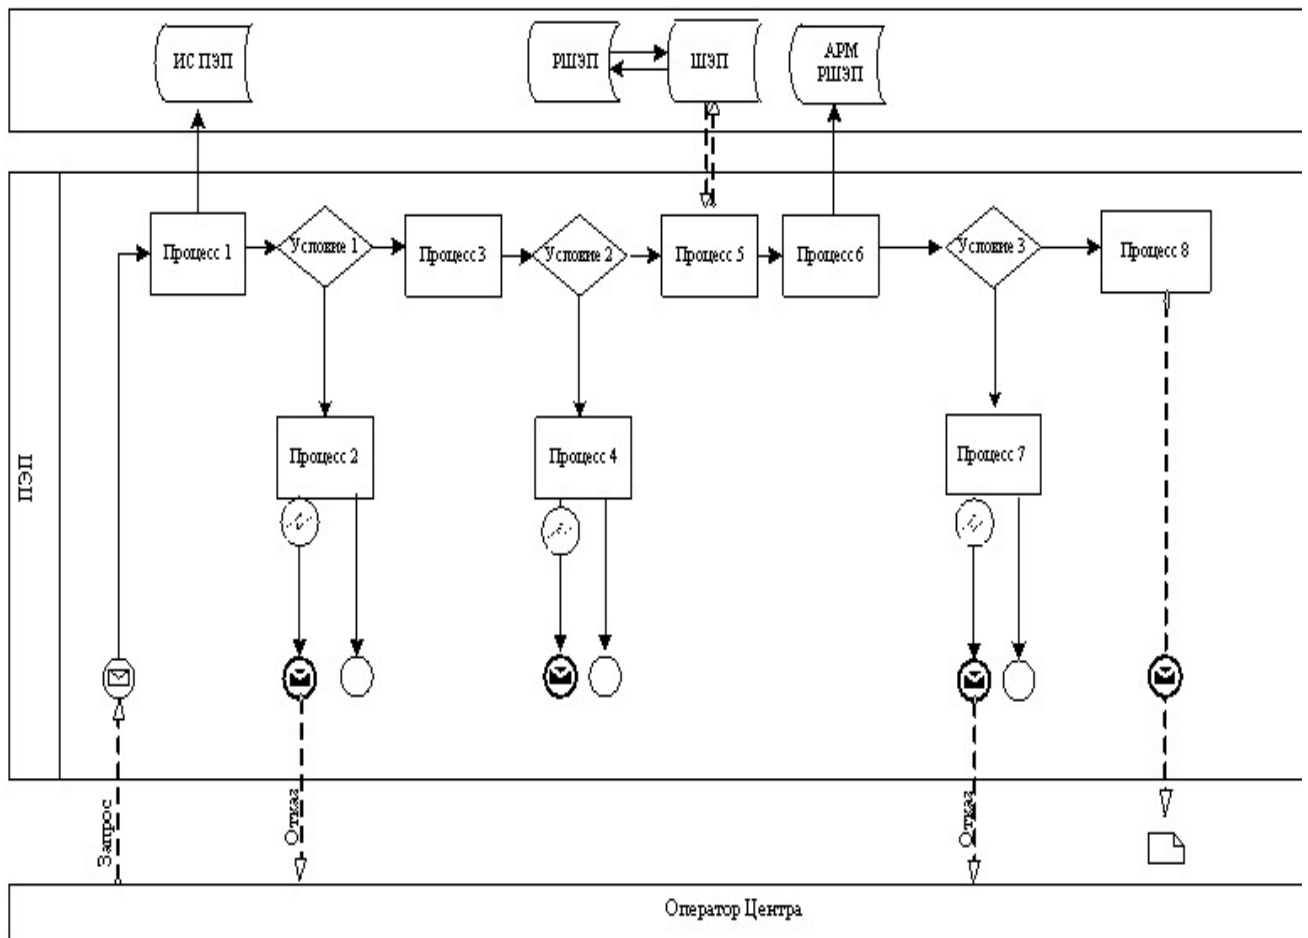 ИС ПЭП
РШЭП
ШЭП
АРМ
РШЭП
Процесс 1
Условие 1
Процесс 3
Условие 2
Процесс 5
Процесс 6
Условие 3
Процесс 8
Процесс 2
Процесс 4
Процесс 7
ПЭП
Запрос
Отказ
Отказ
Оператор Центра